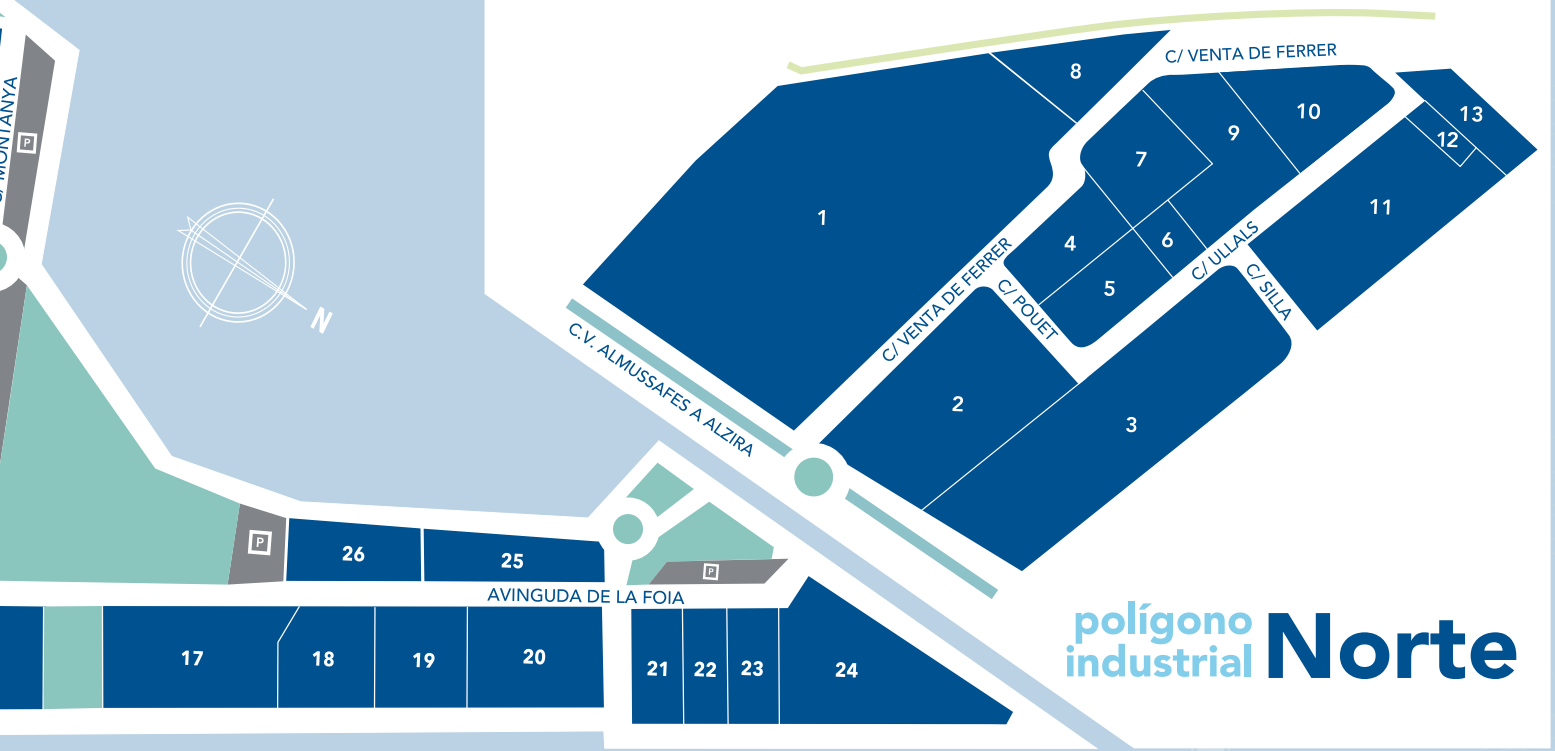 C/ MONTANYA
P
N
C/ VENTA DE FERRER
8
13
10
9
12
7
1
11
4
6
5
C/ ULLALS
C/ SILLA
C/ VENTA DE FERRER
C/ POUET
C.V. ALMUSSAFES A ALZIRA
2
3
P
26
25
P
AVINGUDA DE LA FOIA
17
18
19
20
21
22
23
24
polígono
industrial
Norte